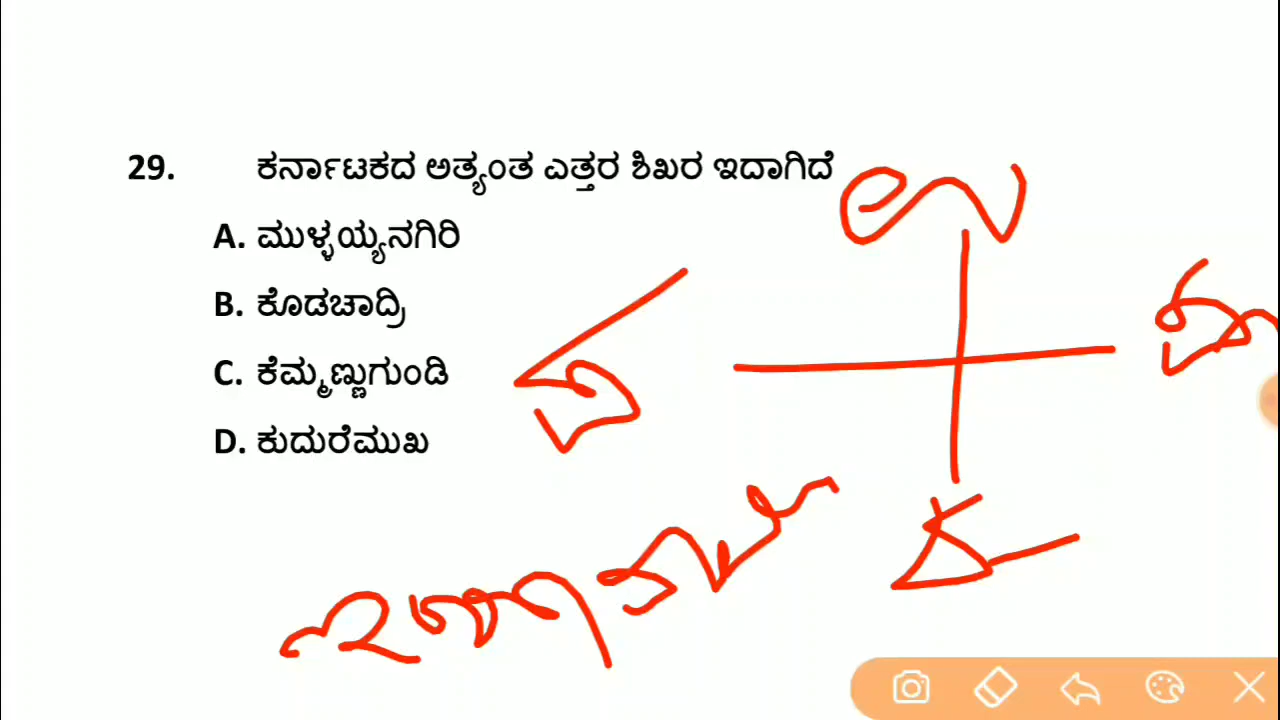 29. ಕರ್ನಾಟಕದ ಅತ್ಯಂತ ಎತ್ತರ ಶಿಖರ ಇದಾಗಿದೆ
A. ಮುಳ್ಳಯ್ಯನಗಿರಿ
B. ಕೊಡಚಾದ್ರಿ
C. ಕೆಮ್ಮಣ್ಣುಗುಂಡಿ
D. ಕುದುರೆಮುಖ
ಉ